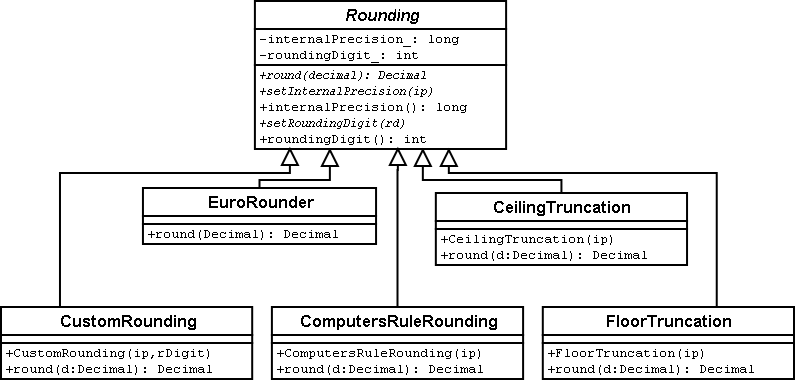 Rounding
-internalPrecision_: long
-roundingDigit_: int
+round(decimal): Decimal
+setInternalPrecision(ip)
+internalPrecision(): long
+setRoundingDigit(rd)
+roundingDigit(): int
EuroRounder
+round(Decimal): Decimal
CeilingTruncation
+CeilingTruncation(ip)
+round(d:Decimal): Decimal
CustomRounding
+CustomRounding(ip,rDigit)
+round(d:Decimal): Decimal
ComputersRuleRounding
+ComputersRuleRounding(ip)
+round(d:Decimal): Decimal
FloorTruncation
+FloorTruncation(ip)
+round(d:Decimal): Decimal